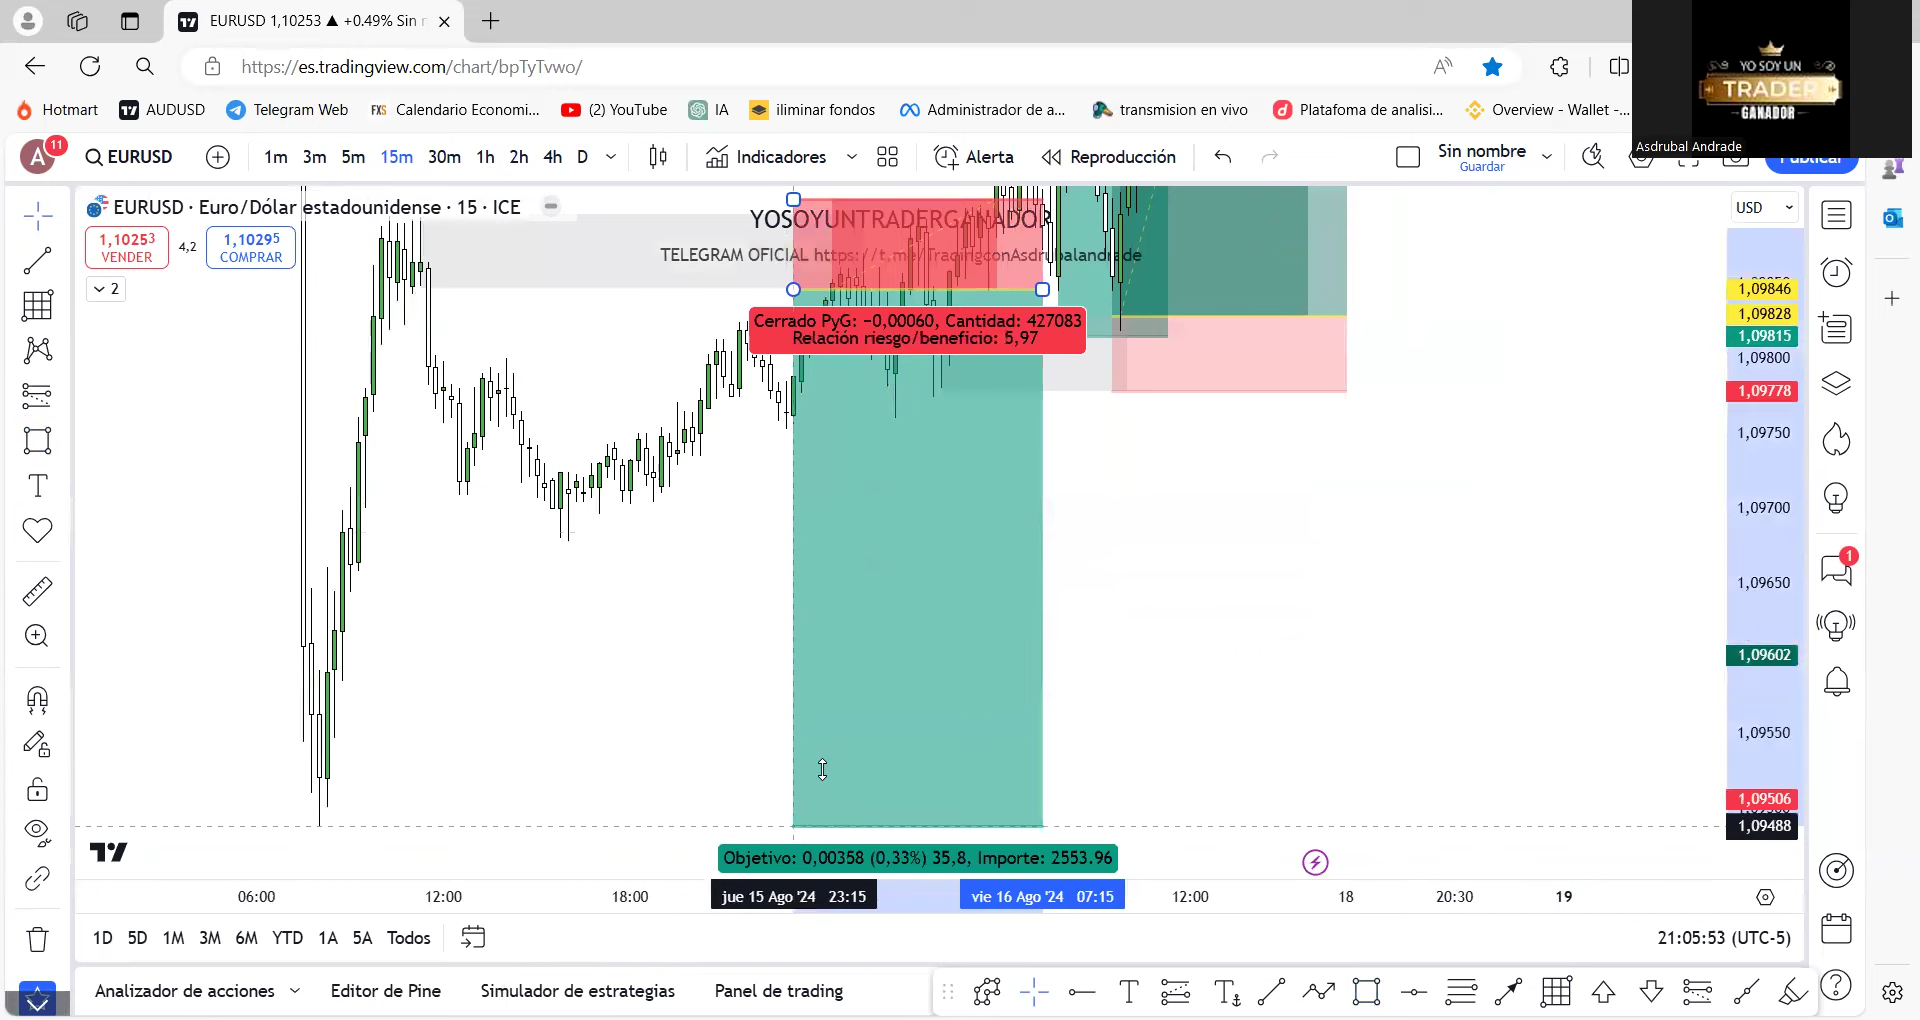 EURUSD 1,10253 ▲ +0.49% Sin
https://es.tradingview.com/chart/bpTyTvwo/
YO SOY UN
TRADER
GANADOR
Asdrubal Andrade
Hotmart
AUDUSD
Telegram Web
FXS Calendario Economi...
(2) YouTube
IA
iliminar fondos
Administrador de a...
transmision en vivo
Platafoma de analisi...
Overview - Wallet -...
A
11
EURUSD
1m 3m 5m 15m 30m 1h 2h 4h D
Indicadores
Alerta
Reproducción
Sin nombre
Guardar
Publicar
EURUSD · Euro/Dólar estadounidense · 15 · ICE
1,10253
VENDER
4,2
1,10295
COMPRAR
2
YOSOYUNTRADERGANADOR
TELEGRAM OFICIAL https://t.me/TradingconAsdrubalandrade
Cerrado PyG: −0,00060, Cantidad: 427083
Relación riesgo/beneficio: 5,97
Objetivo: 0,00358 (0,33%) 35,8, Importe: 2553.96
USD
1,09846
1,09828
1,09815
1,09800
1,09778
1,09750
1,09700
1,09650
1,09602
1,09550
1,09506
1,09488
1
06:00
12:00
18:00
jue 15 Ago '24 23:15
vie 16 Ago '24 07:15
12:00
18
20:30
19
1D 5D 1M 3M 6M YTD 1A 5A Todos
21:05:53 (UTC-5)
Analizador de acciones
Editor de Pine
Simulador de estrategias
Panel de trading